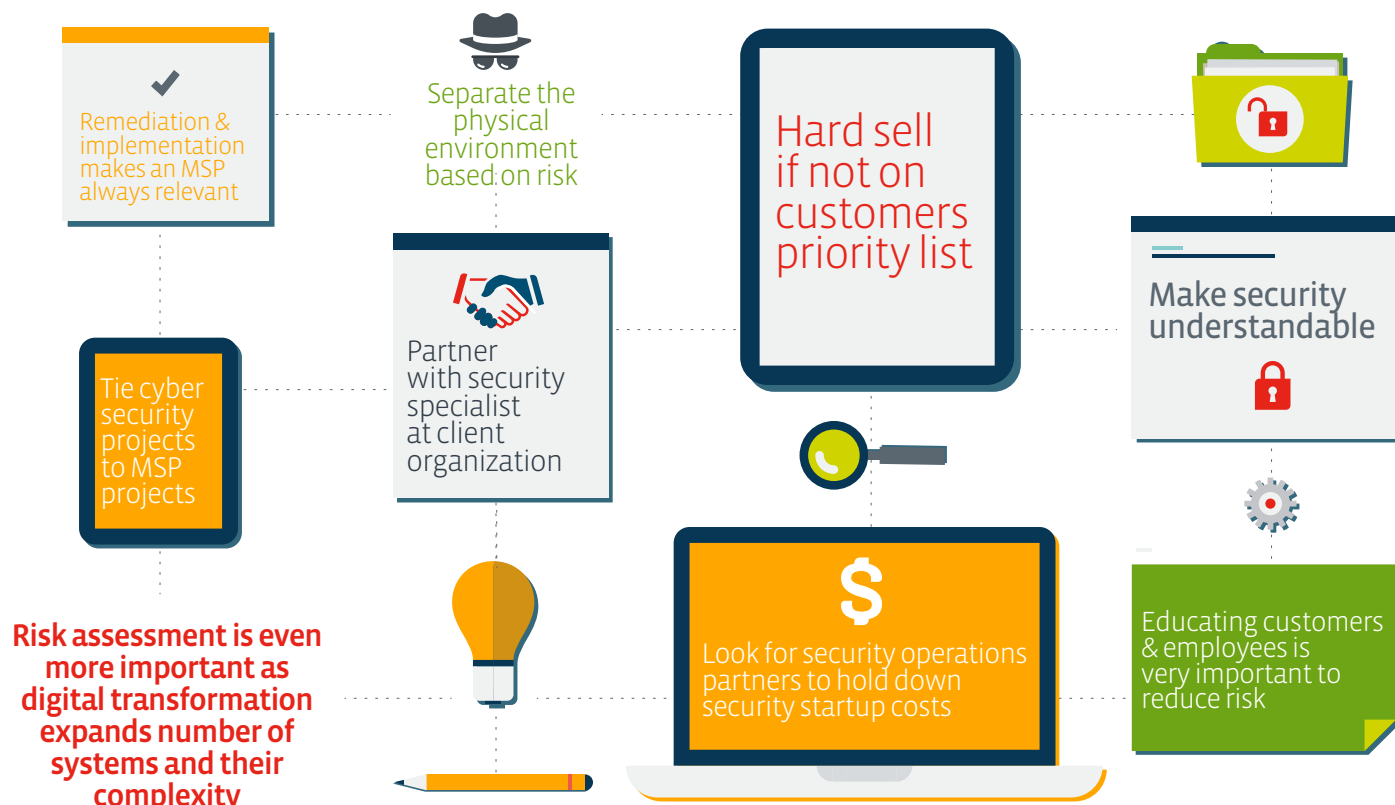 Remediation &
implementation
makes an MSP
always relevant
Separate the
physical
environment
based on risk
Hard sell
if not on
customers
priority list
Make security
understandable
Partner
with security
specialist
at client
organization
Tie cyber
security
projects
to MSP
projects
Risk assessment is even
more important as
digital transformation
expands number of
systems and their
complexity
$
Look for security operations
partners to hold down
security startup costs
Educating customers
& employees is
very important to
reduce risk